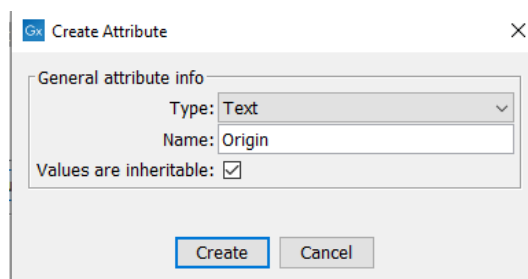 Gx Create Attribute
General attribute info
Type: Text
Name: Origin
Values are inheritable:
Create Cancel